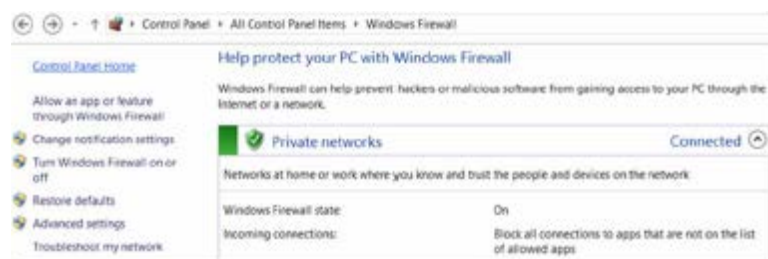 Control Panel All Control Panel Items Windows Firewall
Control Panel Home
Allow an app or feature
through Windows Firewall
Change notification settings
Turn Windows Firewall on or
off
Restore defaults
Advanced settings
Troubleshoot my network
Help protect your PC with Windows Firewall
Windows Firewall can help prevent hackers or malicious software from gaining access to your PC through the
Internet or a network.
Private networks Connected
Networks at home or work where you know and trust the people and devices on the network
Windows Firewall state: On
Incoming connections: Block all connections to apps that are not on the list
of allowed apps